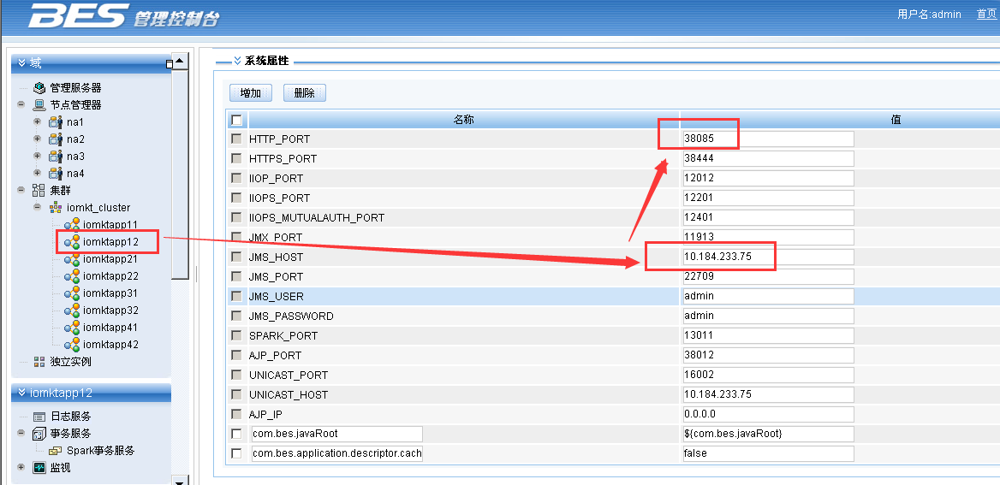 BES 管理控制台
用户名:admin 首页
域
管理服务器
节点管理器
na1
na2
na3
na4
集群
iomkt_cluster
iomktapp11
iomktapp12
iomktapp21
iomktapp22
iomktapp31
iomktapp32
iomktapp41
iomktapp42
独立实例
iomktapp12
日志服务
事务服务
Spark事务服务
监视
系统属性
增加 删除
名称 值
HTTP_PORT 38085
HTTPS_PORT 38444
IIOP_PORT 12012
IIOPS_PORT 12201
IIOPS_MUTUALAUTH_PORT 12401
JMX_PORT 11913
JMS_HOST 10.184.233.75
JMS_PORT 22709
JMS_USER admin
JMS_PASSWORD admin
SPARK_PORT 13011
AJP_PORT 38012
UNICAST_PORT 16002
UNICAST_HOST 10.184.233.75
AJP_IP 0.0.0.0
com.bes.javaRoot ${com.bes.javaRoot}
com.bes.application.descriptor.cach false